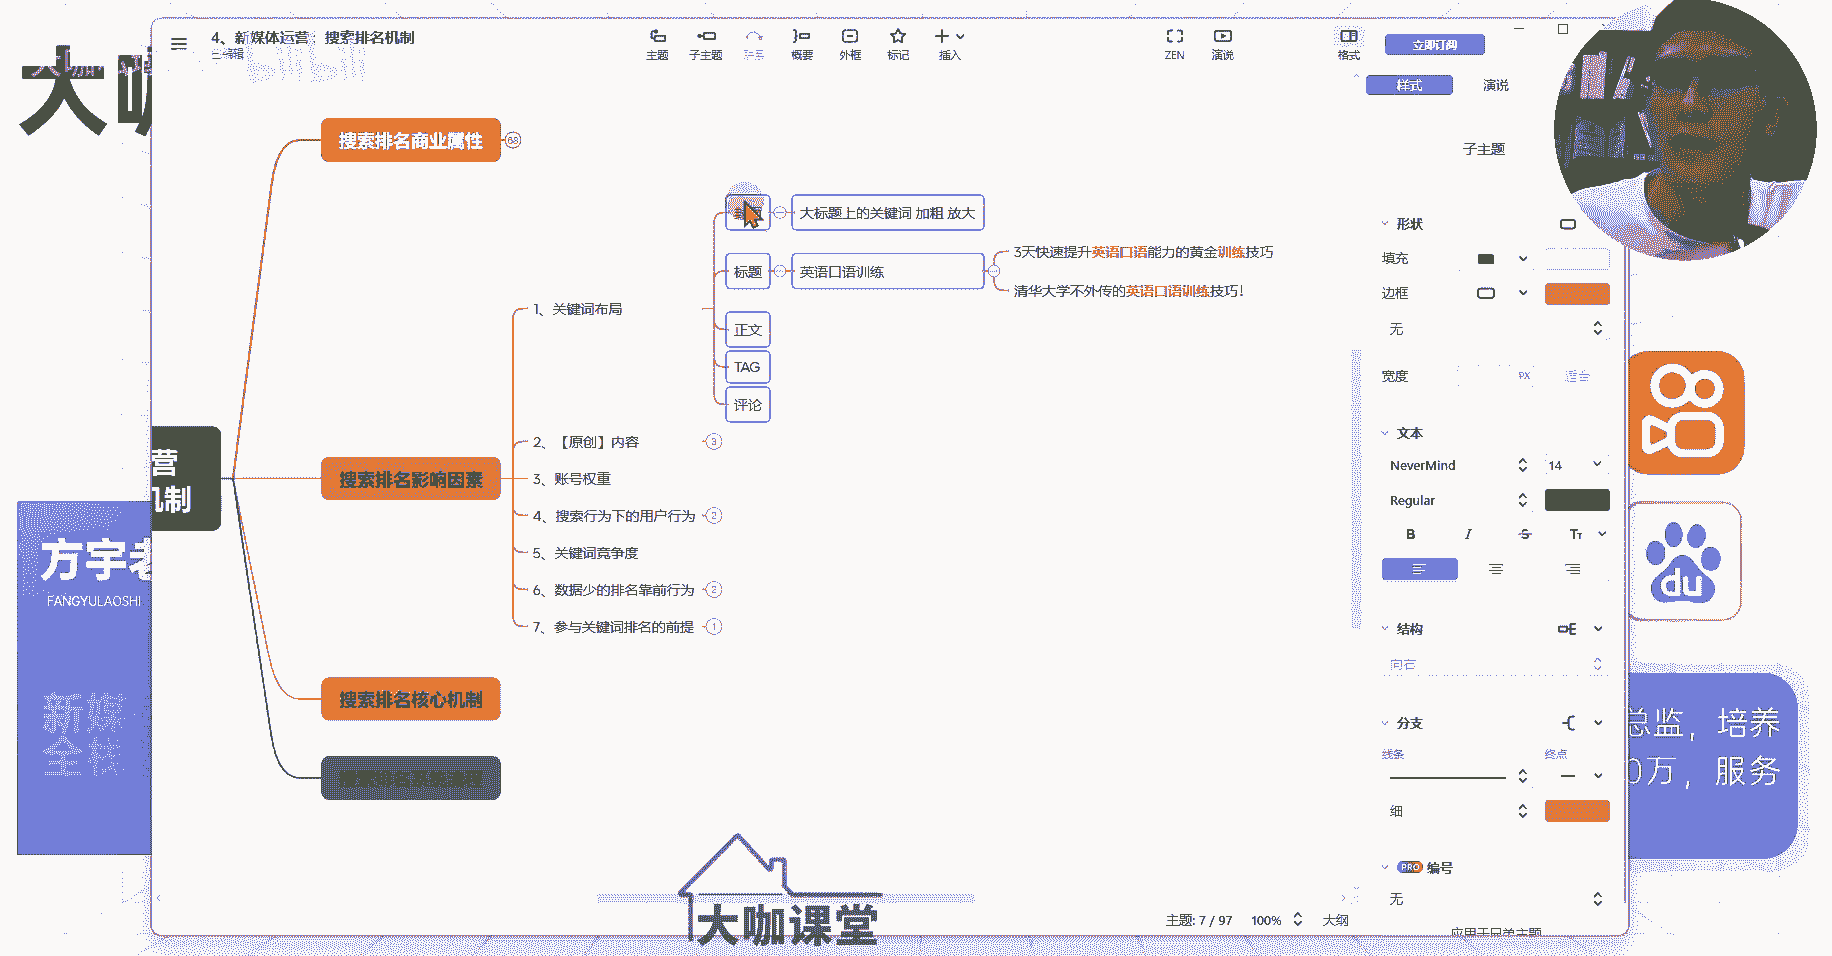 4、新媒体运营：搜索排名机制
已编辑
bilibili
主题
子主题
联系
概要
外框
标记
插入
ZEN
演说
格式
立即订阅
样式
演说
子主题
大咖
搜索排名商业属性
68
大标题上的关键词 加粗 放大
标题
英语口语训练
3天快速提升英语口语能力的黄金训练技巧
清华大学不外传的英语口语训练技巧！
1、关键词布局
正文
TAG
评论
2、【原创】内容
3
搜索排名影响因素
3、账号权重
4、搜索行为下的用户行为
2
5、关键词竞争度
6、数据少的排名靠前行为
2
7、参与关键词排名的前提
1
营
机制
搜索排名核心机制
方宇老
FANGYULAOSHI
新媒
全栈
形状
填充
边框
无
宽度
PX
文本
NeverMind
14
Regular
B
I
S
Tт
结构
向右
分支
线条
终点
细
PRO
编号
无
应用于兄弟主题
du
总监，培养
0万，服务
大咖课堂
主题: 7 / 97
100%
大纲